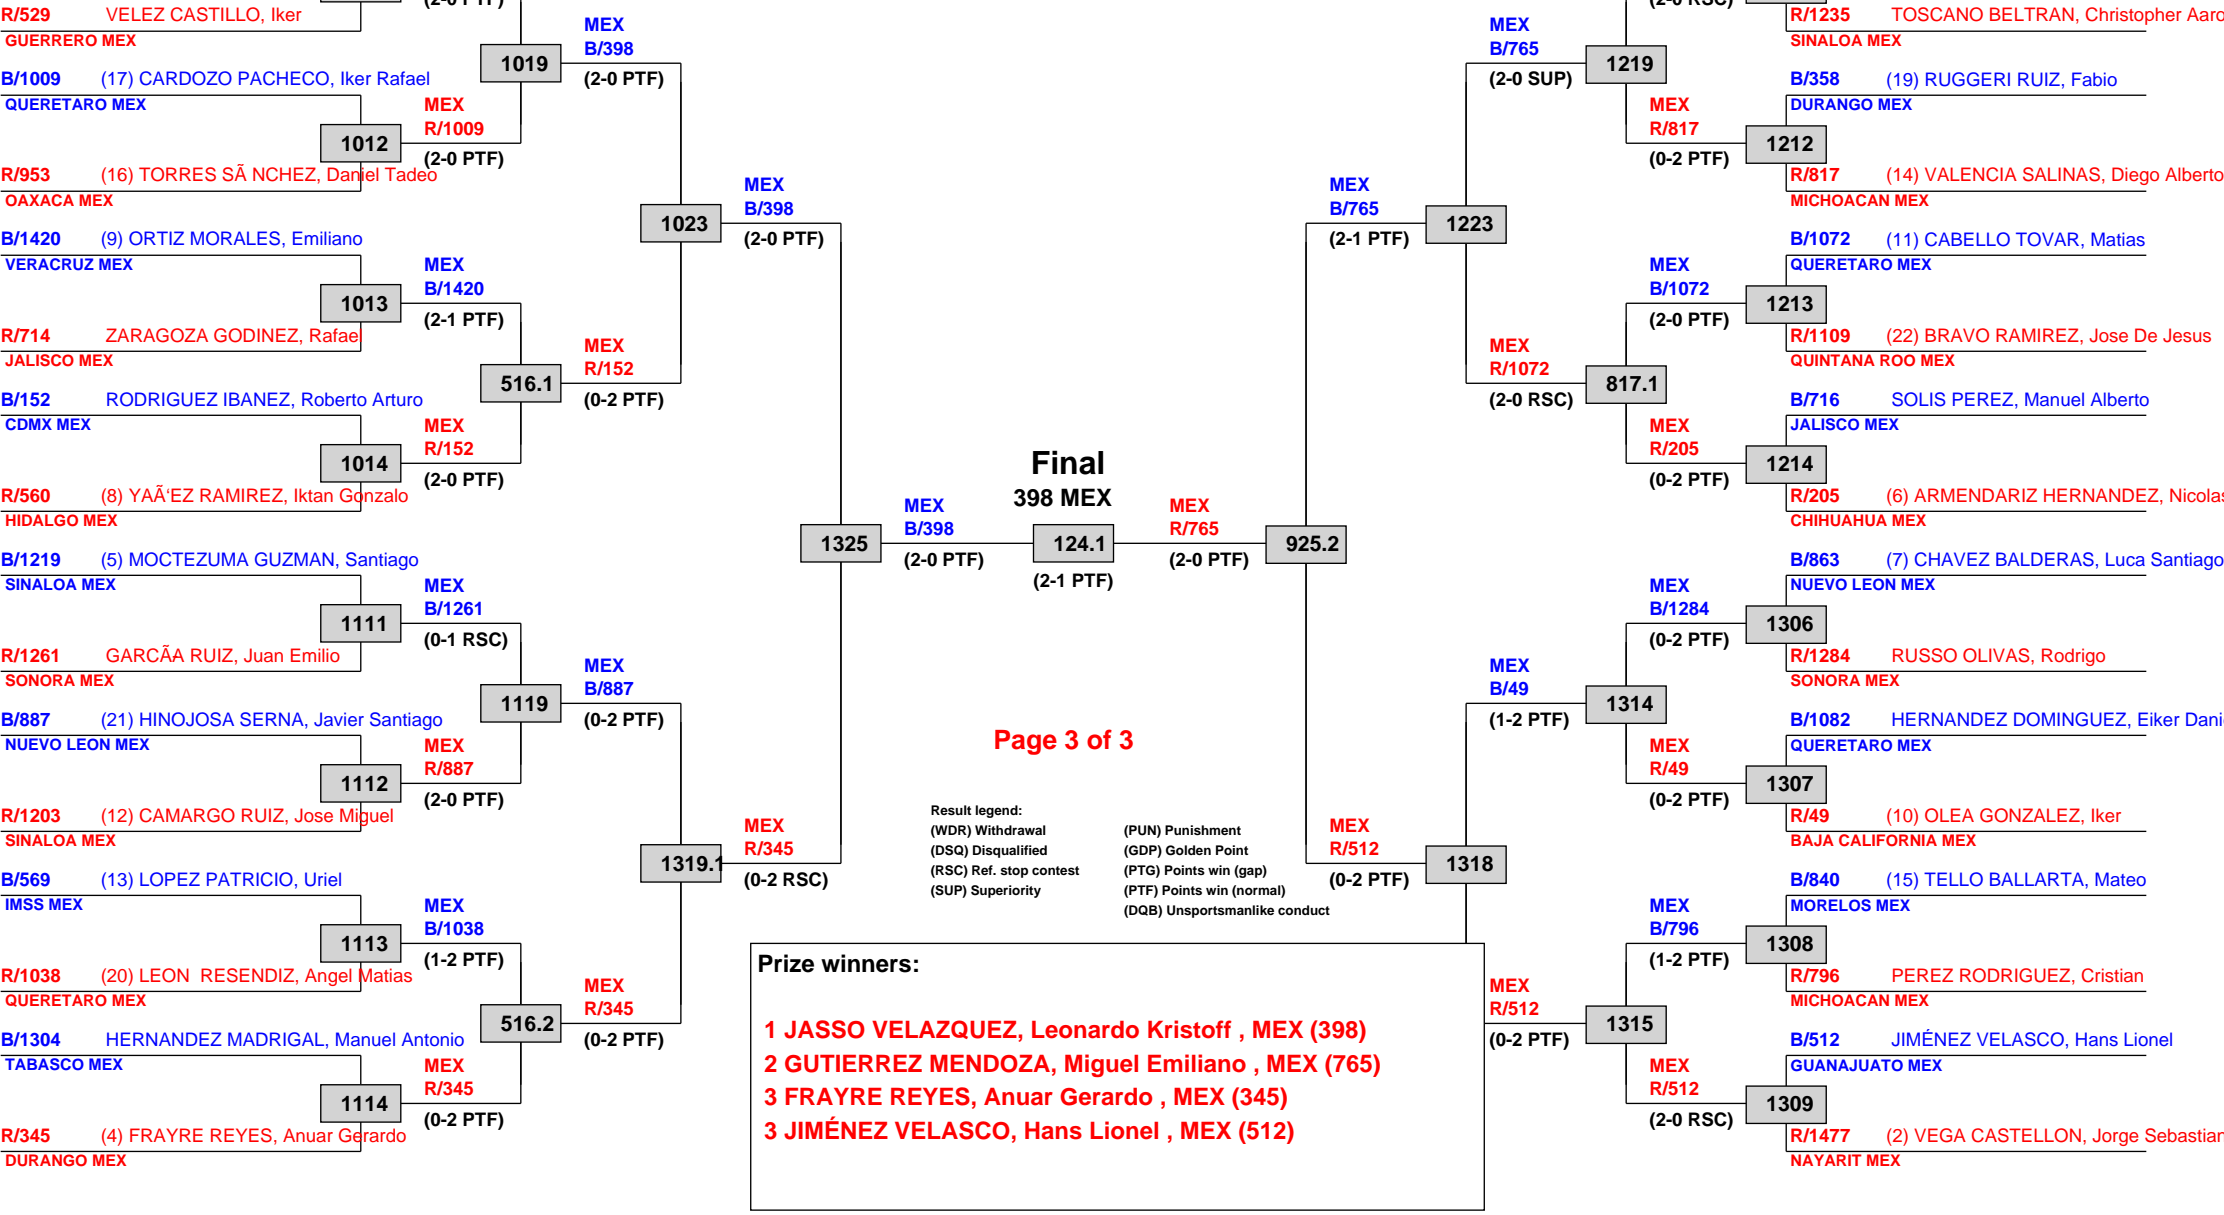 (2-0 PTF)
R/529 VELEZ CASTILLO, Iker
GUERRERO MEX
B/1009 (17) CARDOZO PACHECO, Iker Rafael
QUERETARO MEX
1012
R/953 (16) TORRES SÃ NCHEZ, Daniel Tadeo
OAXACA MEX
B/1420 (9) ORTIZ MORALES, Emiliano
VERACRUZ MEX
1013
R/714 ZARAGOZA GODINEZ, Rafael
JALISCO MEX
B/152 RODRIGUEZ IBANEZ, Roberto Arturo
CDMX MEX
1014
R/560 (8) YAÃ‘EZ RAMIREZ, Iktan Gonzalo
HIDALGO MEX
B/1219 (5) MOCTEZUMA GUZMAN, Santiago
SINALOA MEX
1111
R/1261 GARCÃA RUIZ, Juan Emilio
SONORA MEX
B/887 (21) HINOJOSA SERNA, Javier Santiago
NUEVO LEON MEX
1112
R/1203 (12) CAMARGO RUIZ, Jose Miguel
SINALOA MEX
B/569 (13) LOPEZ PATRICIO, Uriel
IMSS MEX
1113
R/1038 (20) LEON  RESENDIZ, Angel Matias
QUERETARO MEX
B/1304 HERNANDEZ MADRIGAL, Manuel Antonio
TABASCO MEX
1114
R/345 (4) FRAYRE REYES, Anuar Gerardo
DURANGO MEX
MEX
R/1009
(2-0 PTF)
MEX
B/1420
(2-1 PTF)
MEX
R/152
(2-0 PTF)
MEX
B/1261
(0-1 RSC)
MEX
R/887
(2-0 PTF)
MEX
B/1038
(1-2 PTF)
MEX
R/345
(0-2 PTF)
1019
516.1
1119
516.2
MEX
B/398
(2-0 PTF)
MEX
R/152
(0-2 PTF)
MEX
B/887
(0-2 PTF)
MEX
R/345
(0-2 PTF)
1023
1319.1
MEX
B/398
(2-0 PTF)
MEX
R/345
(0-2 RSC)
1325
MEX
B/398
(2-0 PTF)
Final
398 MEX
124.1
(2-1 PTF)
MEX
R/765
(2-0 PTF)
925.2
Page 3 of 3
Result legend:
(WDR) Withdrawal
(DSQ) Disqualified
(RSC) Ref. stop contest
(SUP) Superiority
(PUN) Punishment
(GDP) Golden Point
(PTG) Points win (gap)
(PTF) Points win (normal)
(DQB) Unsportsmanlike conduct
Prize winners:
1 JASSO VELAZQUEZ, Leonardo Kristoff , MEX (398)
2 GUTIERREZ MENDOZA, Miguel Emiliano , MEX (765)
3 FRAYRE REYES, Anuar Gerardo , MEX (345)
3 JIMÉNEZ VELASCO, Hans Lionel , MEX (512)
MEX
B/765
(2-1 PTF)
MEX
R/512
(0-2 PTF)
1223
1318
MEX
B/765
(2-0 SUP)
MEX
R/1072
(2-0 RSC)
MEX
B/49
(1-2 PTF)
MEX
R/512
(0-2 PTF)
1219
817.1
1314
1315
(2-0 RSC)
MEX
R/817
(0-2 PTF)
MEX
B/1072
(2-0 PTF)
MEX
R/205
(0-2 PTF)
MEX
B/1284
(0-2 PTF)
MEX
R/49
(0-2 PTF)
MEX
B/796
(1-2 PTF)
MEX
R/512
(2-0 RSC)
R/1235 TOSCANO BELTRAN, Christopher Aaro
SINALOA MEX
B/358 (19) RUGGERI RUIZ, Fabio
DURANGO MEX
1212
R/817 (14) VALENCIA SALINAS, Diego Alberto
MICHOACAN MEX
B/1072 (11) CABELLO TOVAR, Matias
QUERETARO MEX
1213
R/1109 (22) BRAVO RAMIREZ, Jose De Jesus
QUINTANA ROO MEX
B/716 SOLIS PEREZ, Manuel Alberto
JALISCO MEX
1214
R/205 (6) ARMENDARIZ HERNANDEZ, Nicolas
CHIHUAHUA MEX
B/863 (7) CHAVEZ BALDERAS, Luca Santiago
NUEVO LEON MEX
1306
R/1284 RUSSO OLIVAS, Rodrigo
SONORA MEX
B/1082 HERNANDEZ DOMINGUEZ, Eiker Dani
QUERETARO MEX
1307
R/49 (10) OLEA GONZALEZ, Iker
BAJA CALIFORNIA MEX
B/840 (15) TELLO BALLARTA, Mateo
MORELOS MEX
1308
R/796 PEREZ RODRIGUEZ, Cristian
MICHOACAN MEX
B/512 JIMÉNEZ VELASCO, Hans Lionel
GUANAJUATO MEX
1309
R/1477 (2) VEGA CASTELLON, Jorge Sebastian
NAYARIT MEX